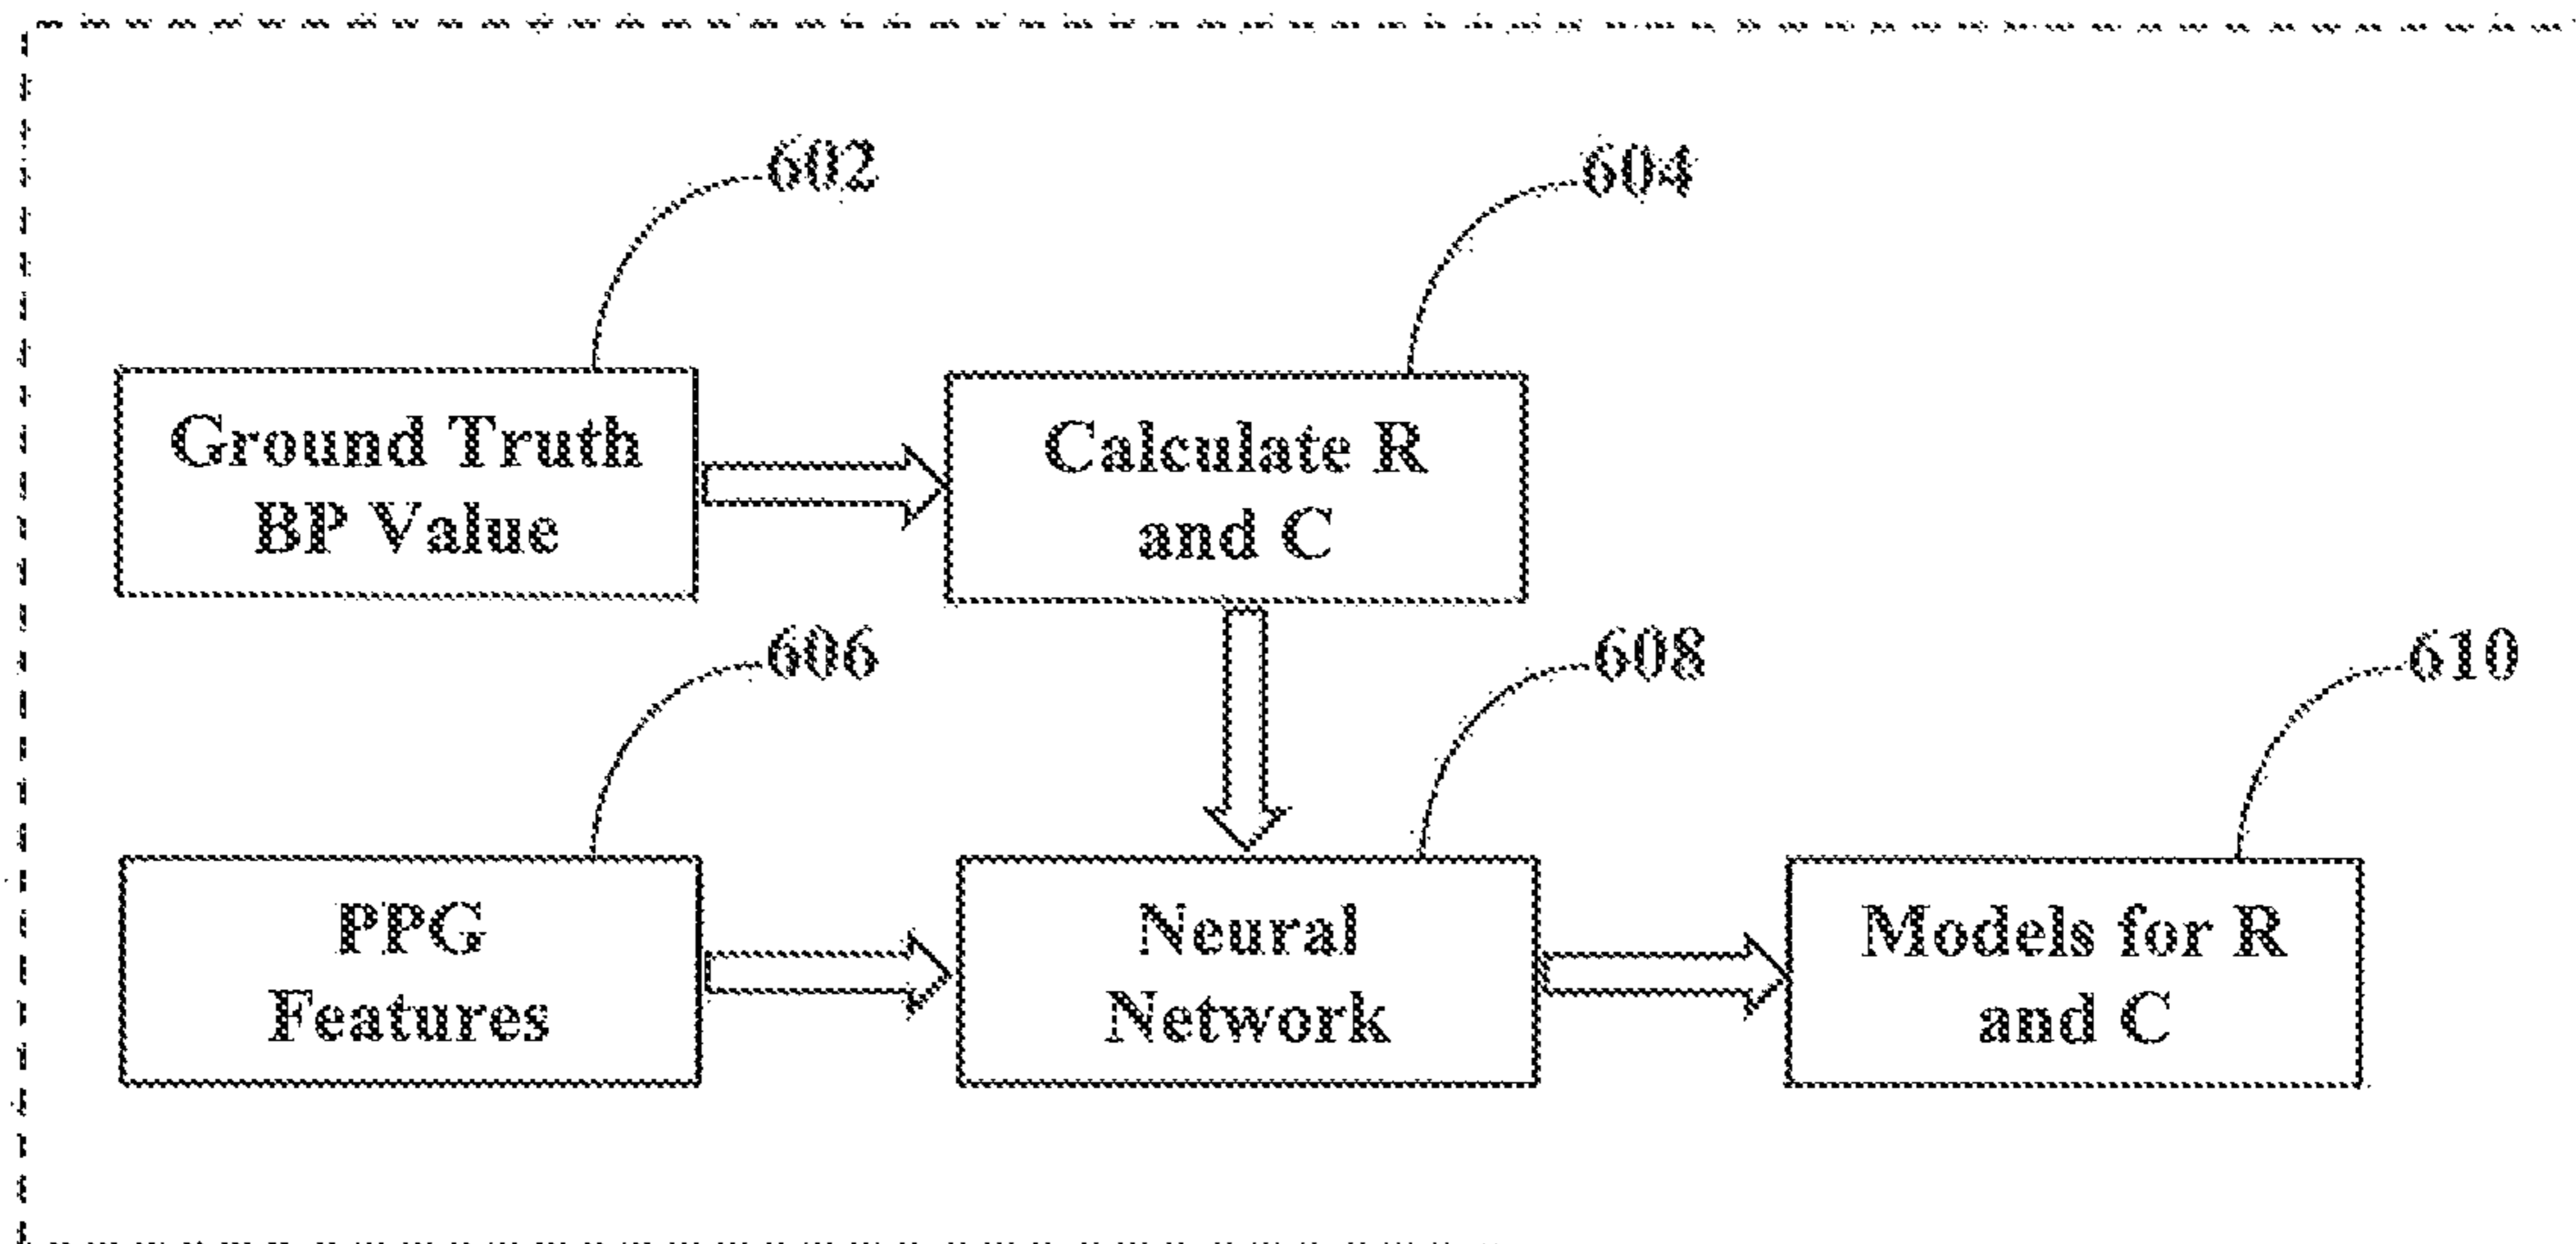 602
604
Ground Truth
BP Value
Calculate R
and C
606
608
610
PPG
Features
Neural
Network
Models for R
and C